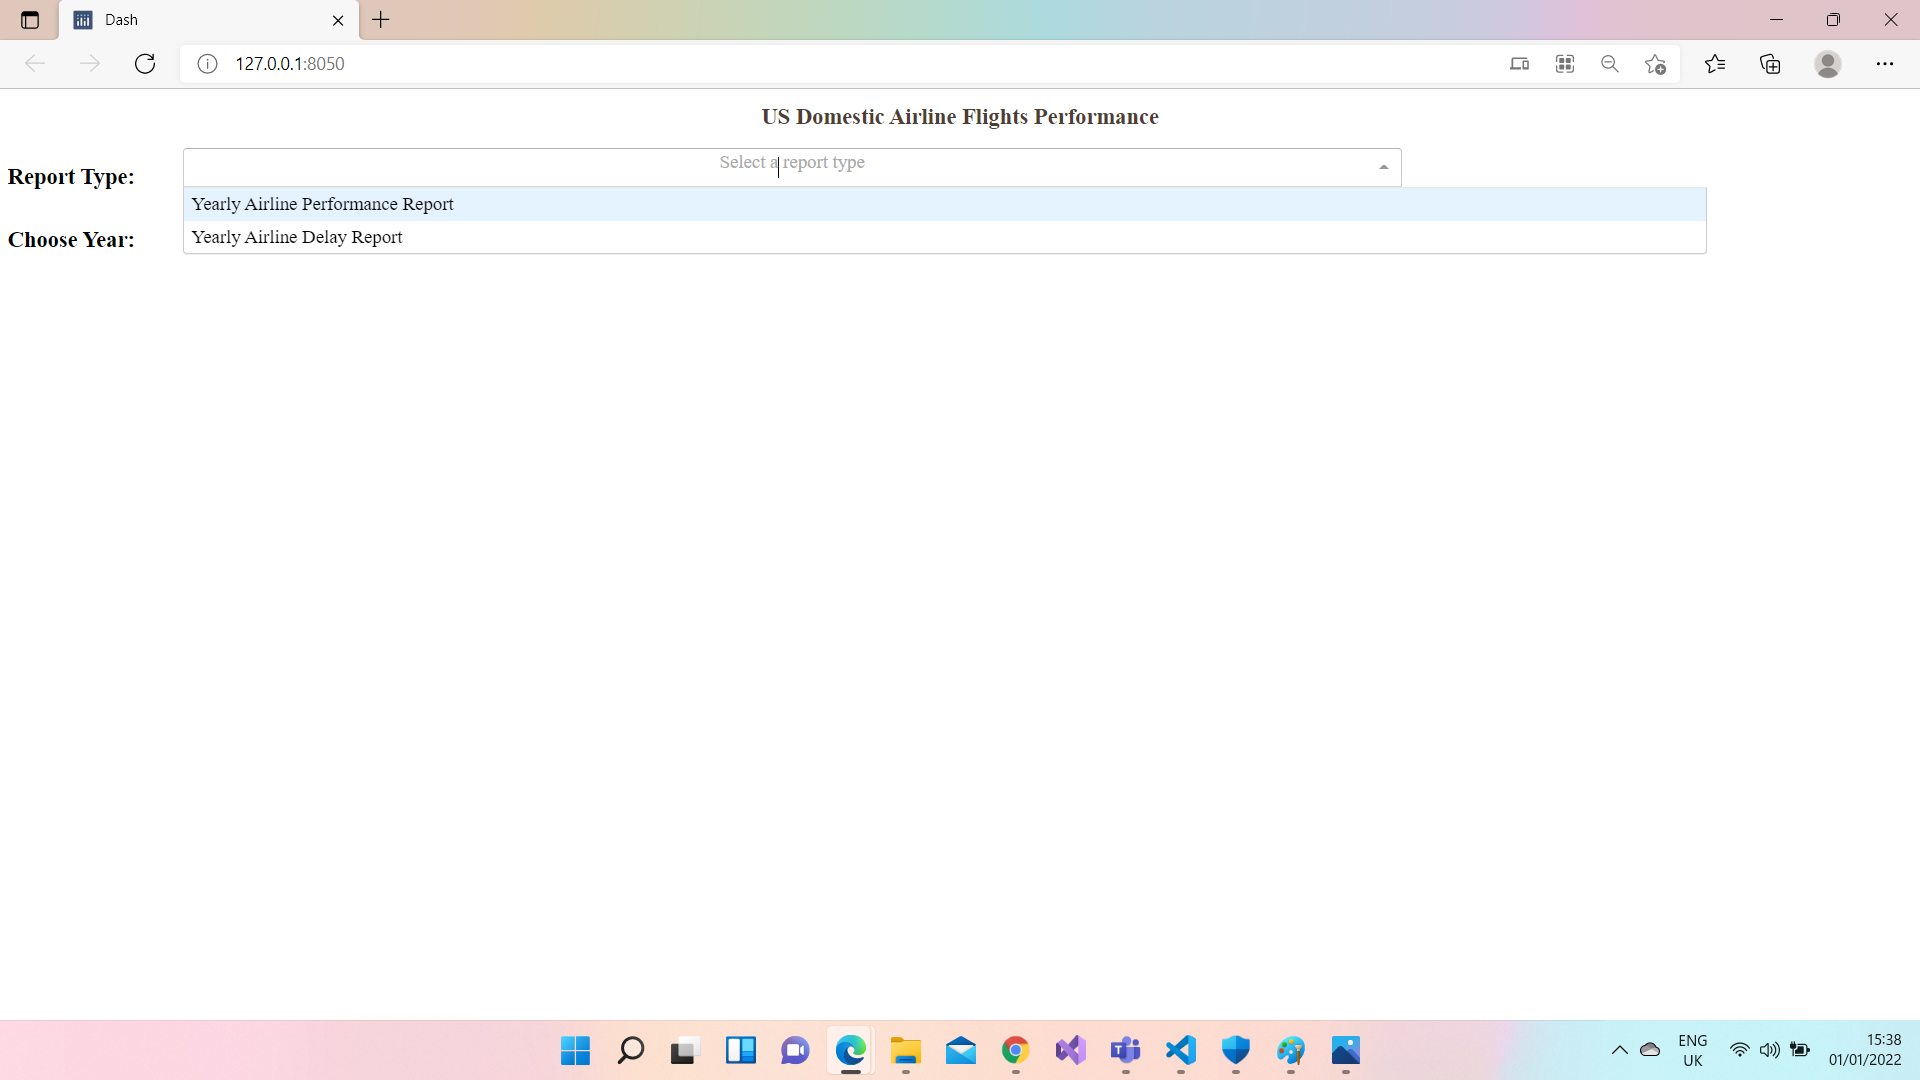 Dash
127.0.0.1:8050
US Domestic Airline Flights Performance
Report Type:
Select a report type
Yearly Airline Performance Report
Choose Year:
Yearly Airline Delay Report
ENG
UK
15:38
01/01/2022